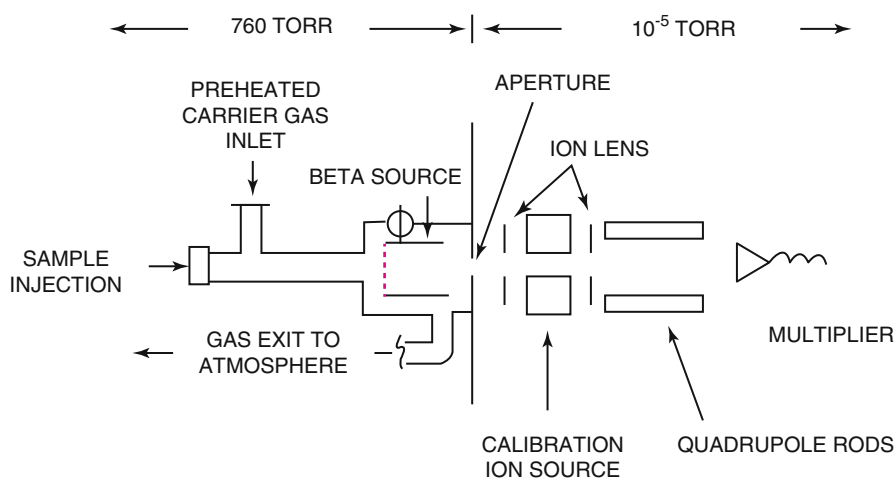 760 TORR
10-5 TORR
PREHEATED
CARRIER GAS
INLET
APERTURE
ION LENS
BETA SOURCE
SAMPLE
INJECTION
GAS EXIT TO
ATMOSPHERE
MULTIPLIER
CALIBRATION
ION SOURCE
QUADRUPOLE RODS